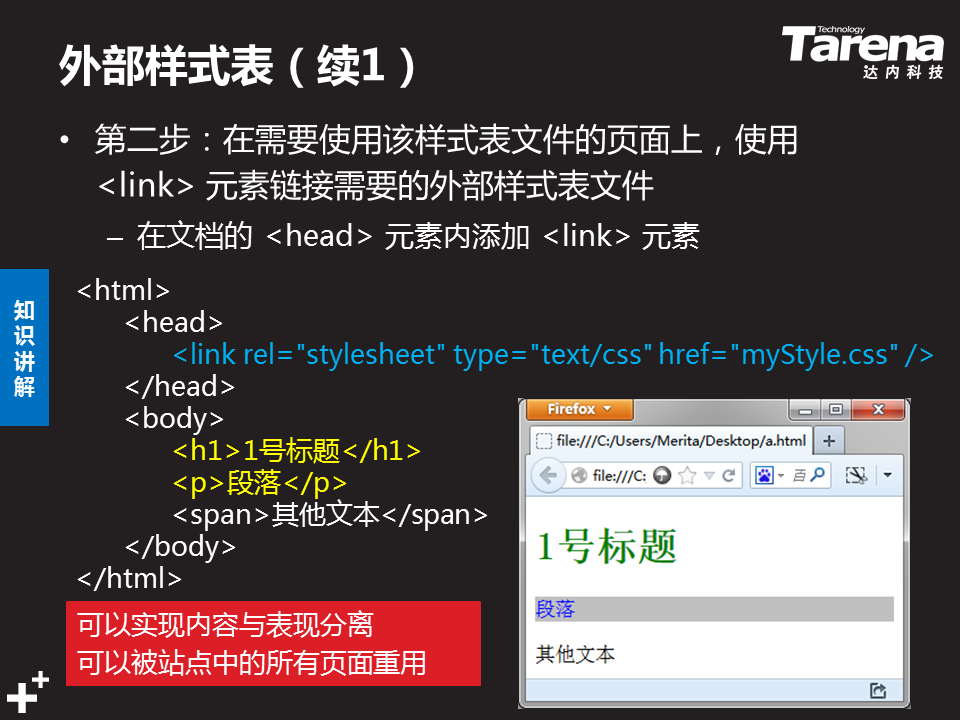 外部样式表（续1）
Technology
Tarena
达内科技
• 第二步：在需要使用该样式表文件的页面上，使用
<link> 元素链接需要的外部样式表文件
– 在文档的 <head> 元素内添加 <link> 元素
知识讲解
<html>
<head>
<link rel="stylesheet" type="text/css" href="myStyle.css" />
</head>
<body>
<h1>1号标题</h1>
<p>段落</p>
<span>其他文本</span>
</body>
</html>
可以实现内容与表现分离
可以被站点中的所有页面重用
Firefox
file:///C:/Users/Merita/Desktop/a.html
file:///C:
百
1号标题
段落
其他文本